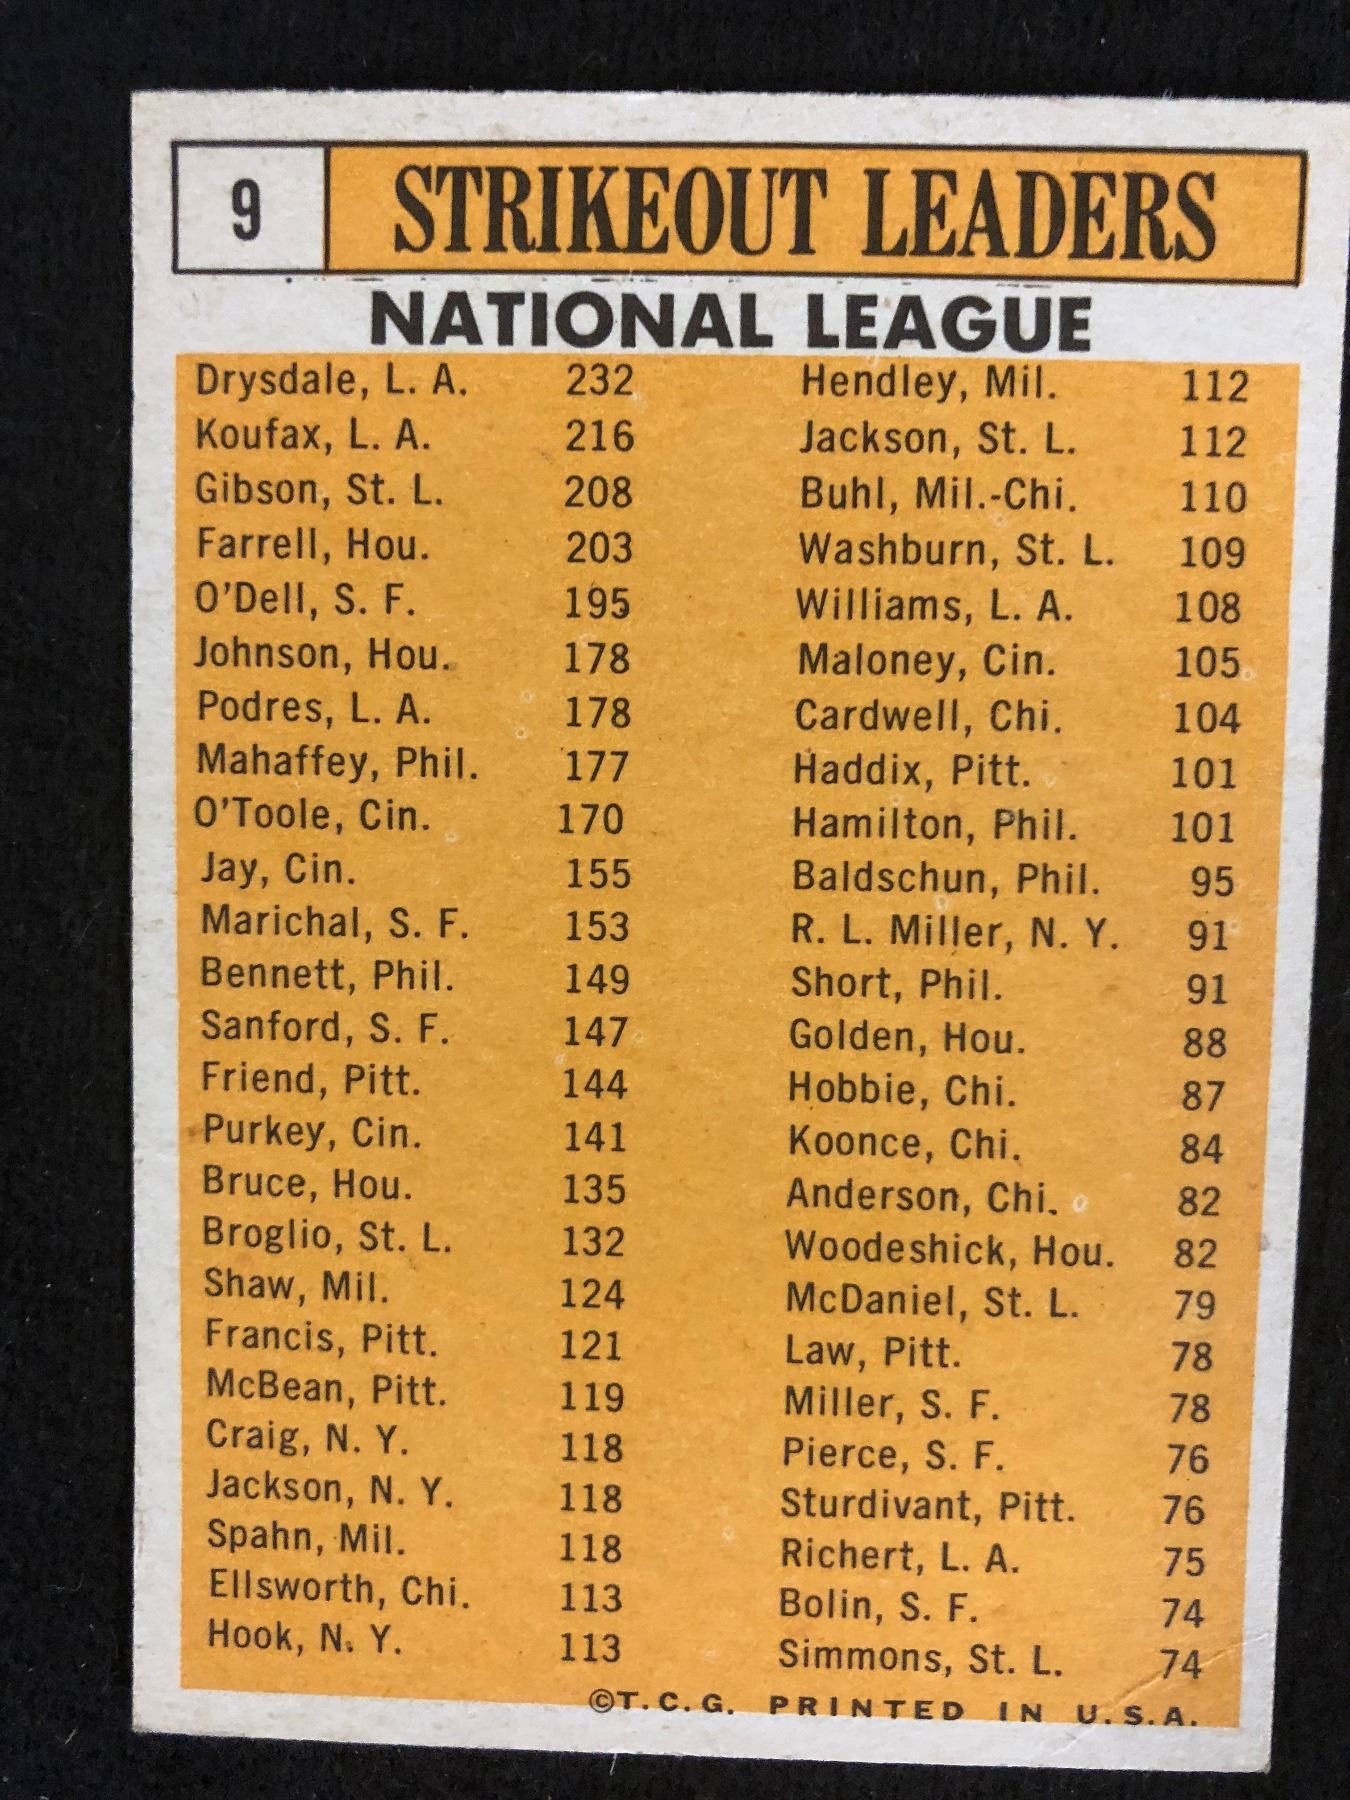 9 STRIKEOUT LEADERS
NATIONAL LEAGUE
Drysdale, L. A. 232
Koufax, L. A. 216
Gibson, St. L. 208
Farrell, Hou. 203
O'Dell, S. F. 195
Johnson, Hou. 178
Podres, L. A. 178
Mahaffey, Phil. 177
O'Toole, Cin. 170
Jay, Cin. 155
Marichal, S. F. 153
Bennett, Phil. 149
Sanford, S. F. 147
Friend, Pitt. 144
Purkey, Cin. 141
Bruce, Hou. 135
Broglio, St. L. 132
Shaw, Mil. 124
Francis, Pitt. 121
McBean, Pitt. 119
Craig, N. Y. 118
Jackson, N. Y. 118
Spahn, Mil. 118
Ellsworth, Chi. 113
Hook, N. Y. 113
Hendley, Mil. 112
Jackson, St. L. 112
Buhl, Mil.-Chi. 110
Washburn, St. L. 109
Williams, L. A. 108
Maloney, Cin. 105
Cardwell, Chi. 104
Haddix, Pitt. 101
Hamilton, Phil. 101
Baldschun, Phil. 95
R. L. Miller, N. Y. 91
Short, Phil. 91
Golden, Hou. 88
Hobbie, Chi. 87
Koonce, Chi. 84
Anderson, Chi. 82
Woodeshick, Hou. 82
McDaniel, St. L. 79
Law, Pitt. 78
Miller, S. F. 78
Pierce, S. F. 76
Sturdivant, Pitt. 76
Richert, L. A. 75
Bolin, S. F. 74
Simmons, St. L. 74
©T.C.G. PRINTED IN U.S.A.